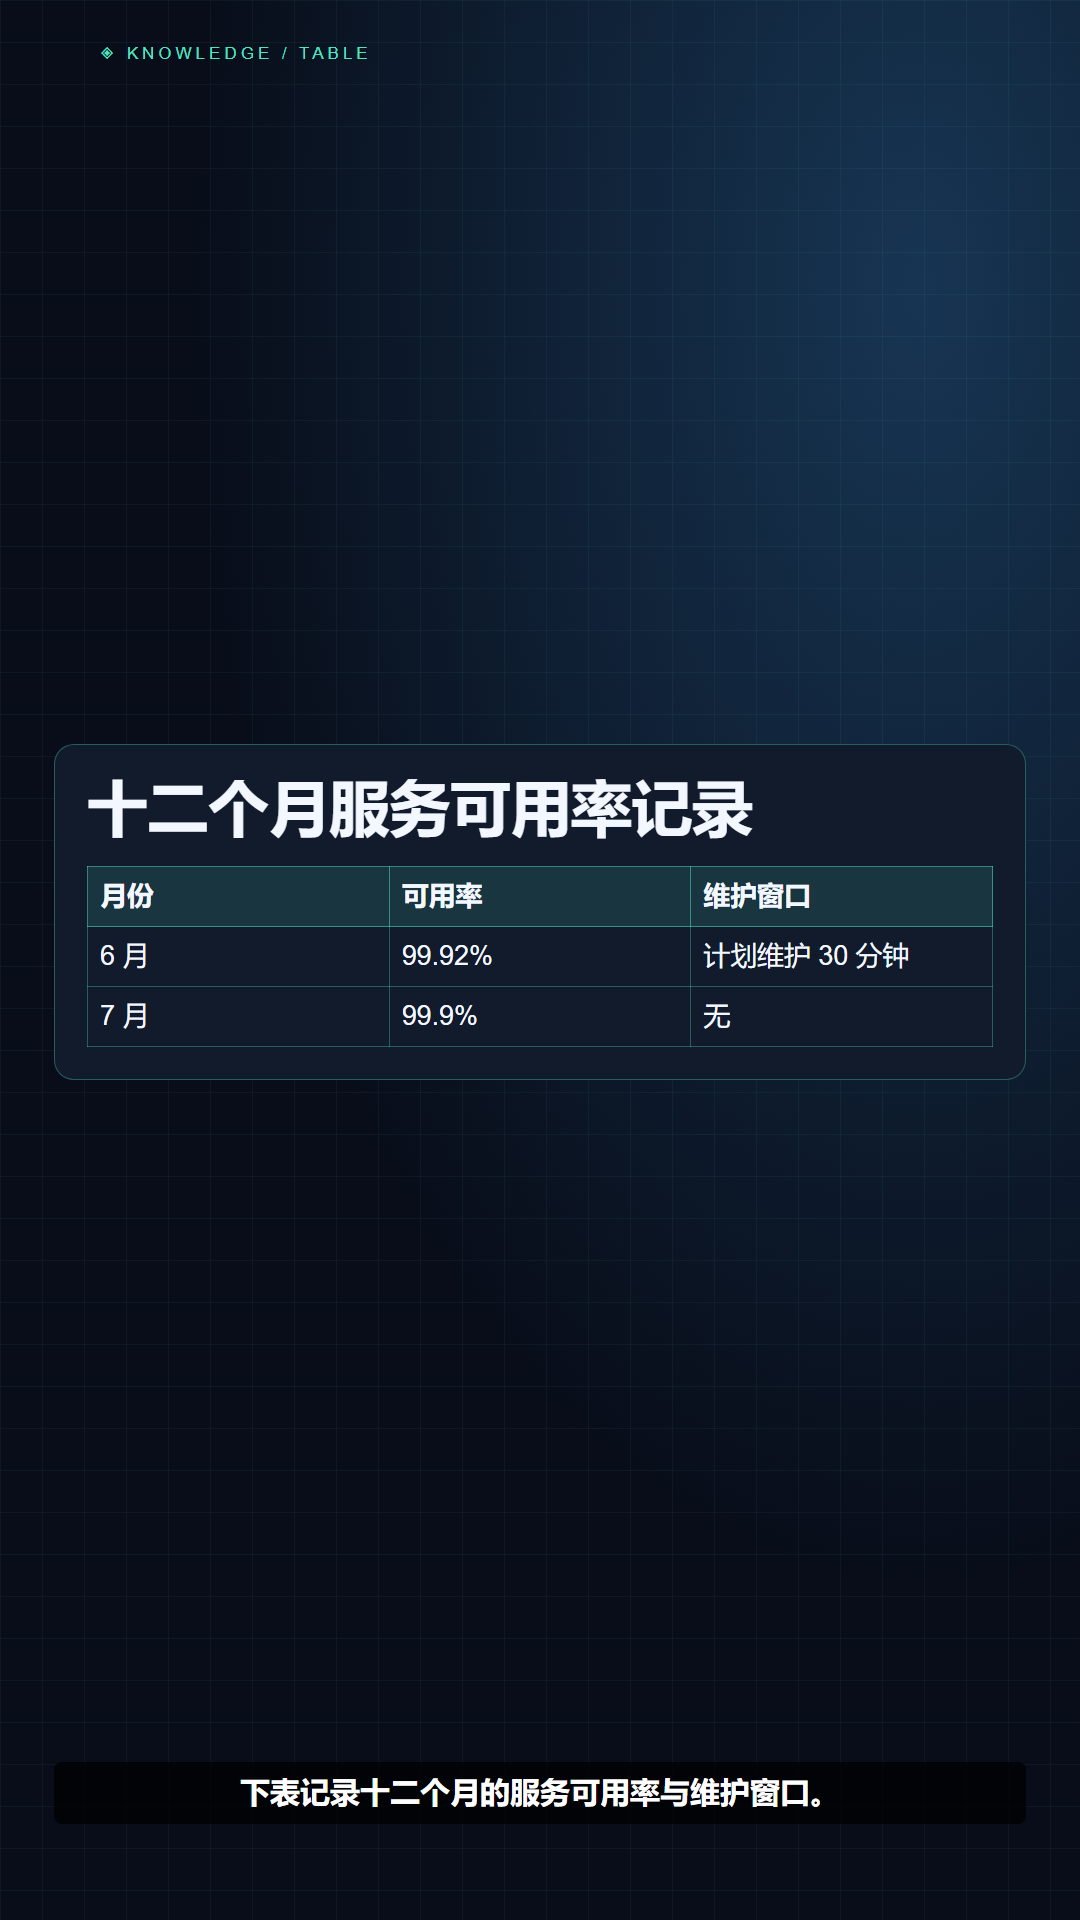 ◈ KNOWLEDGE / TABLE
十二个月服务可用率记录
月份 可用率 维护窗口
6 月 99.92% 计划维护 30 分钟
7 月 99.9% 无
下表记录十二个月的服务可用率与维护窗口。